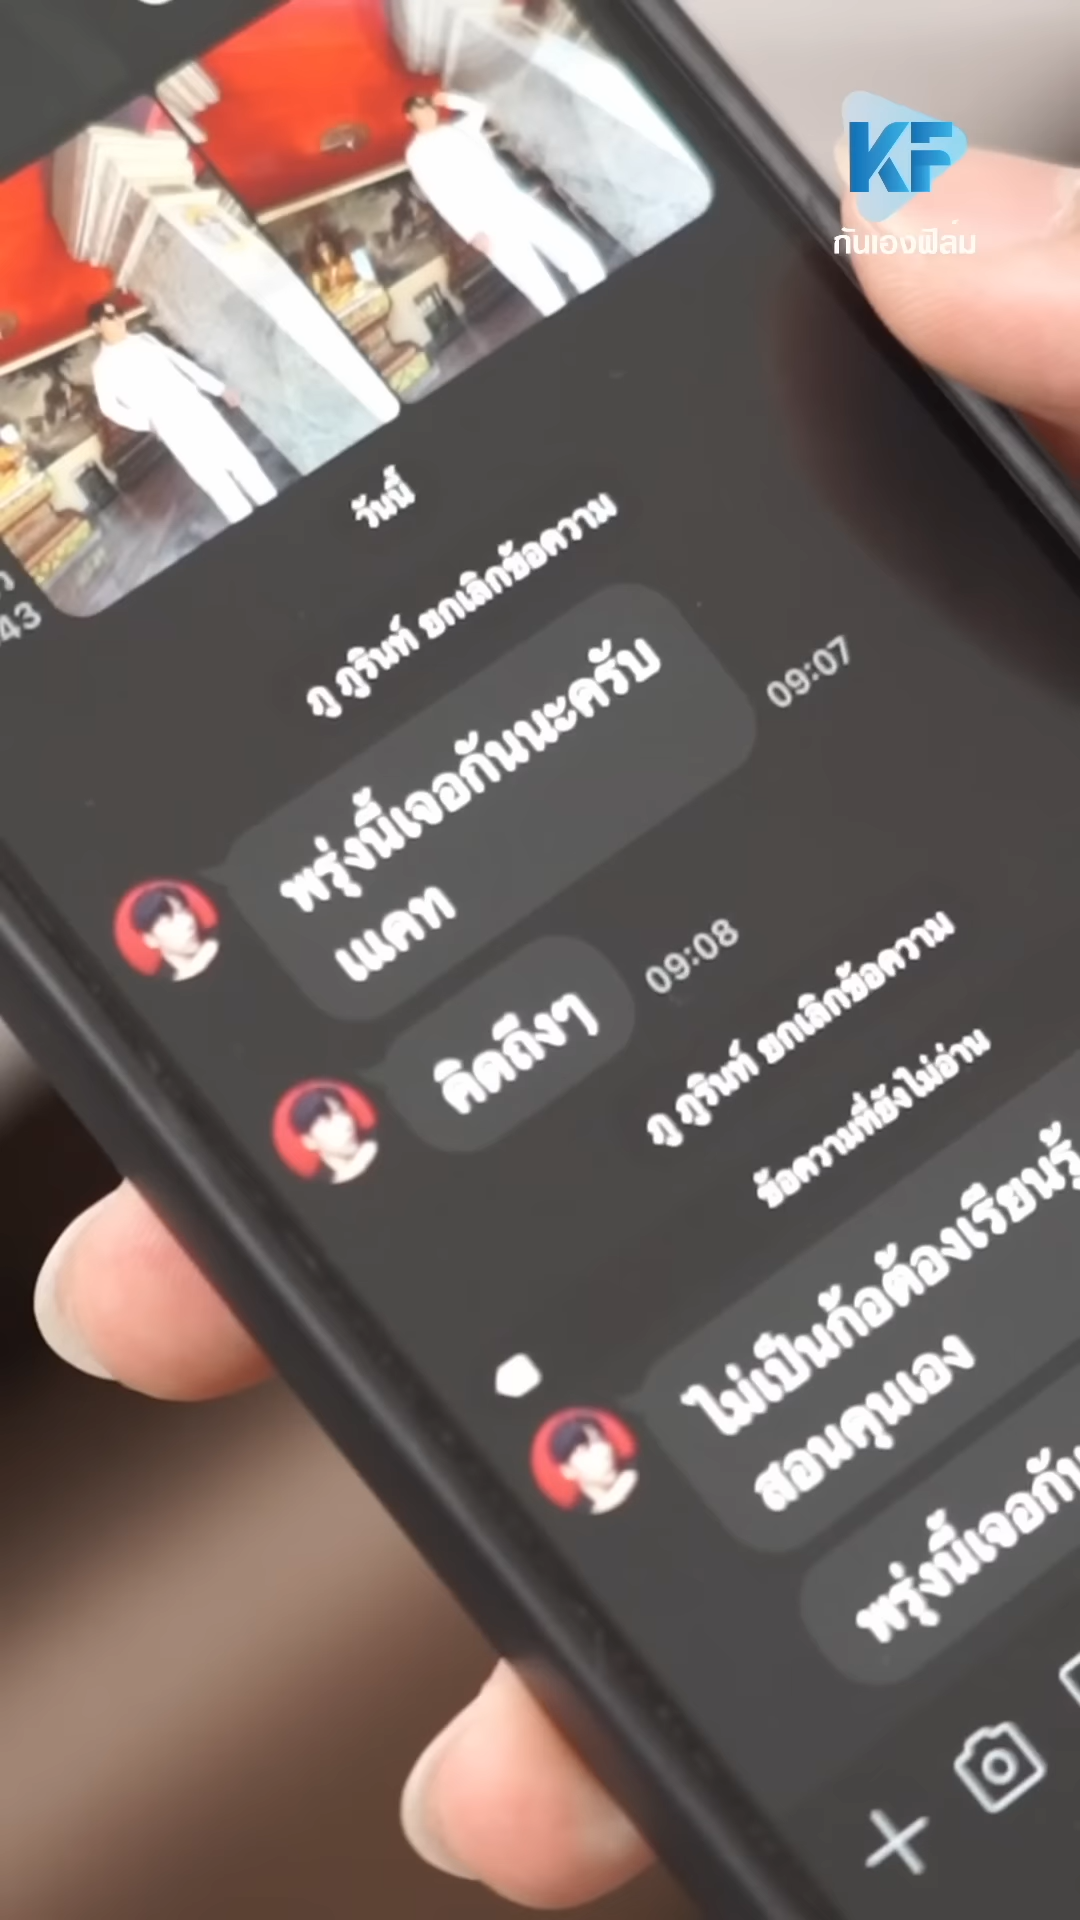 KF
กันเองฟิล์ม
43
วันนี้
ภู ภูรินท์ ยกเลิกข้อความ
พรุ่งนี้เจอกันนะครับ
แคท
09:07
คิดถึงๆ
09:08
ภู ภูรินท์ ยกเลิกข้อความ
ข้อความที่ยังไม่อ่าน
ไม่เป็นก้อต้องเรียนรู้
สอนคุนเอง
พรุ่งนี้เจอกัน